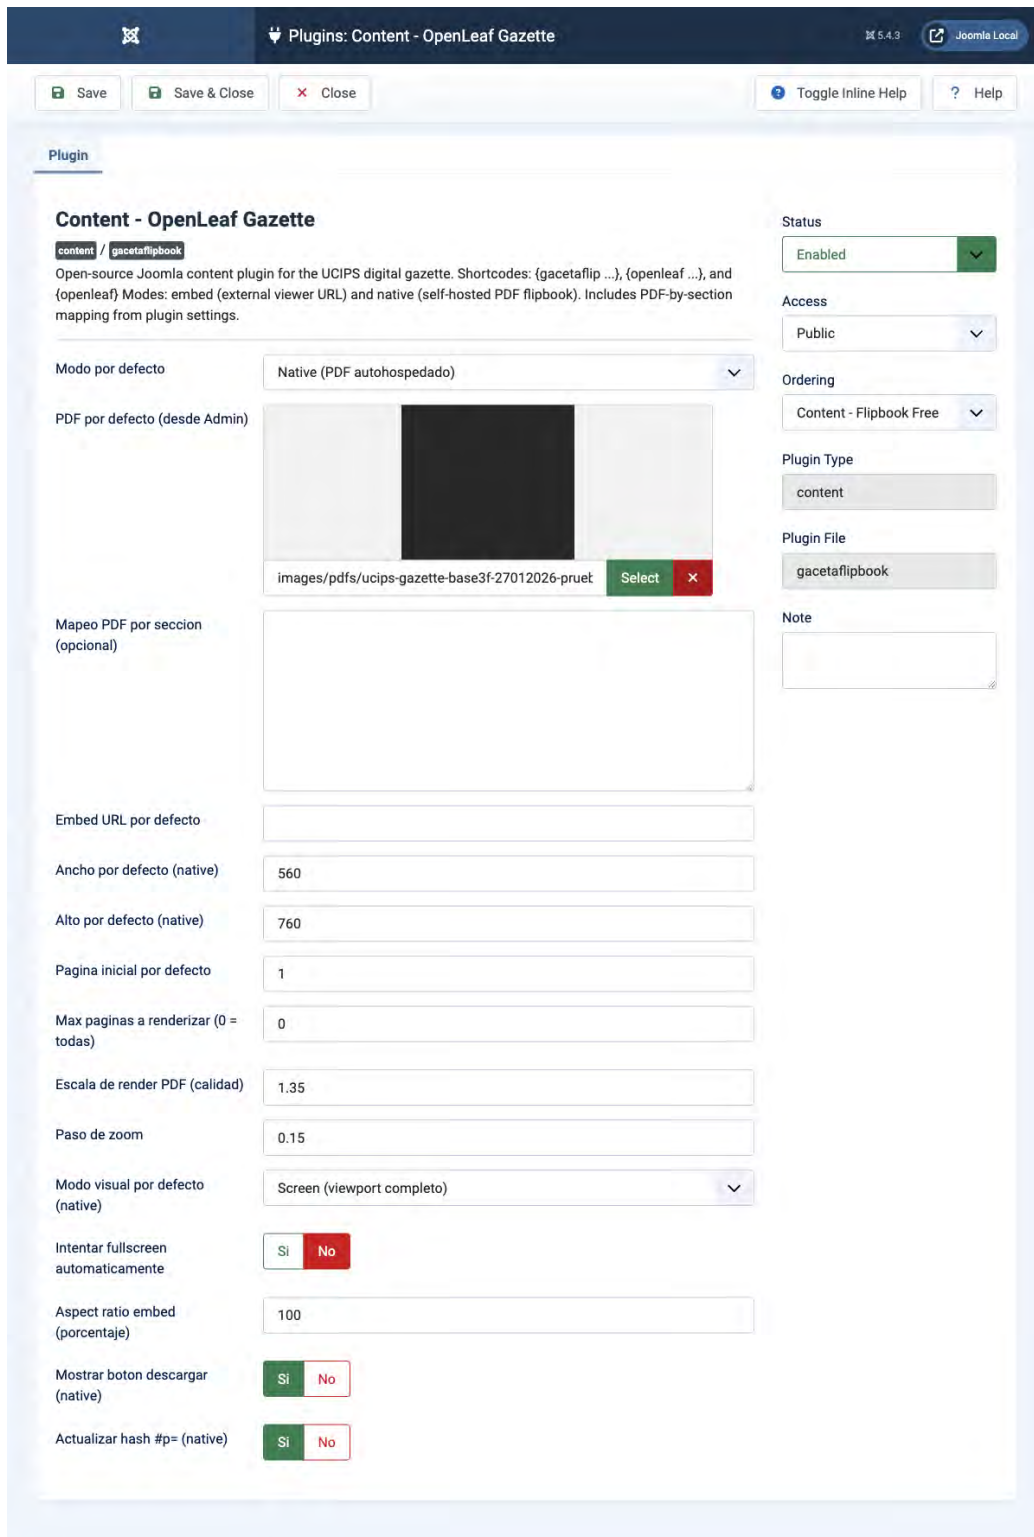 Plugins: Content - OpenLeaf Gazette
5.4.3
Joomla Local
Save
Save & Close
Close
Toggle Inline Help
? Help
Plugin
Content - OpenLeaf Gazette
content / gacetaflipbook
Open-source Joomla content plugin for the UCIPS digital gazette. Shortcodes: {gacetaflip ...}, {openleaf ...}, and
{openleaf} Modes: embed (external viewer URL) and native (self-hosted PDF flipbook). Includes PDF-by-section
mapping from plugin settings.
Modo por defecto
Native (PDF autohospedado)
PDF por defecto (desde Admin)
images/pdfs/ucips-gazette-base3f-27012026-prueb
Select
Mapeo PDF por seccion
(opcional)
Embed URL por defecto
Ancho por defecto (native)
560
Alto por defecto (native)
760
Pagina inicial por defecto
1
Max paginas a renderizar (0 =
todas)
0
Escala de render PDF (calidad)
1.35
Paso de zoom
0.15
Modo visual por defecto
(native)
Screen (viewport completo)
Intentar fullscreen
automaticamente
Si No
Aspect ratio embed
(porcentaje)
100
Mostrar boton descargar
(native)
Si No
Actualizar hash #p= (native)
Si No
Status
Enabled
Access
Public
Ordering
Content - Flipbook Free
Plugin Type
content
Plugin File
gacetaflipbook
Note